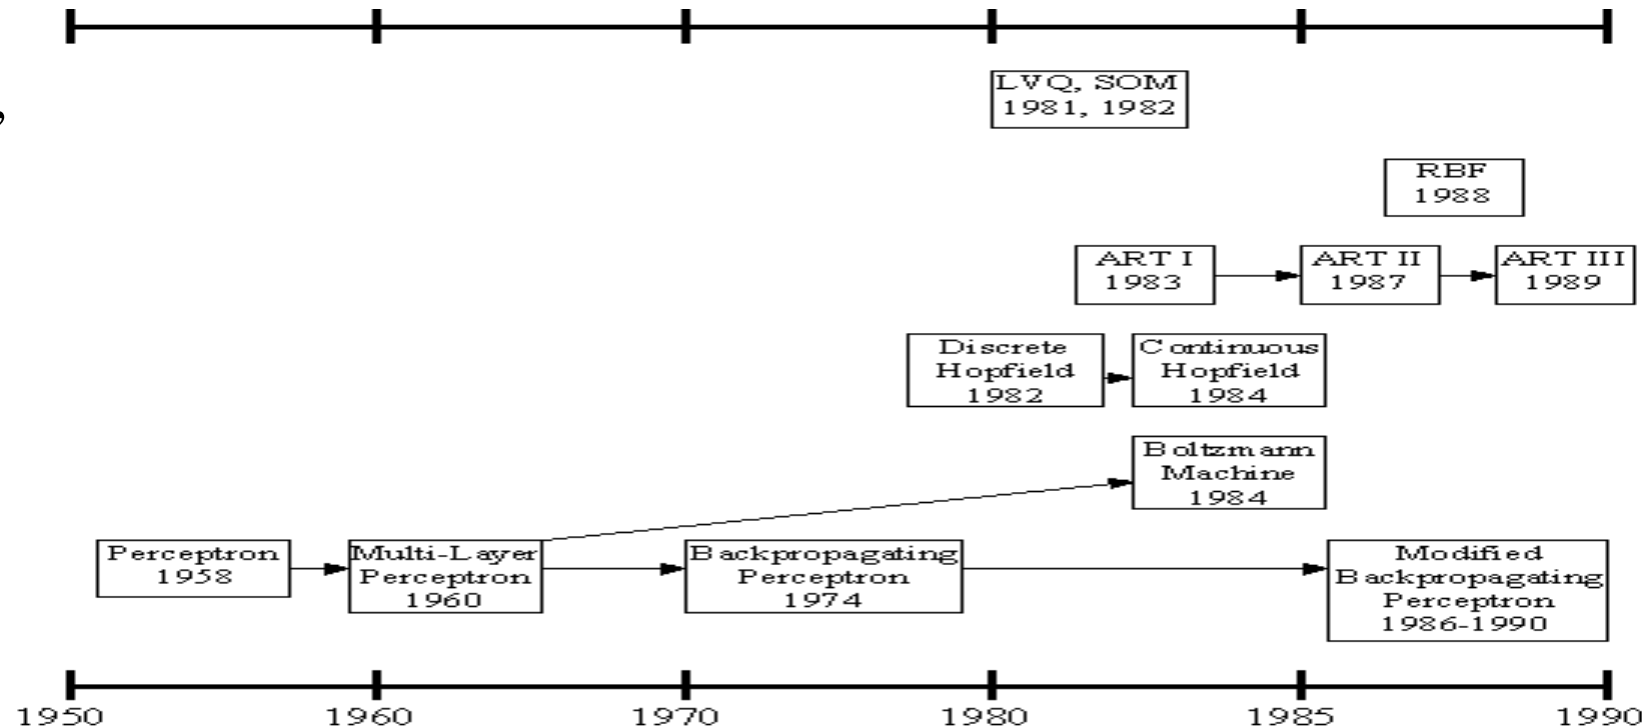 ,
LVQ, SOM
1981, 1982
RBF
1988
ART I
1983
ART II
1987
ART III
1989
Discrete
Hopfield
1982
Continuous
Hopfield
1984
Boltzmann
Machine
1984
Perceptron
1958
Multi-Layer
Perceptron
1960
Backpropagating
Perceptron
1974
Modified
Backpropagating
Perceptron
1986-1990
1950 1960 1970 1980 1985 1990